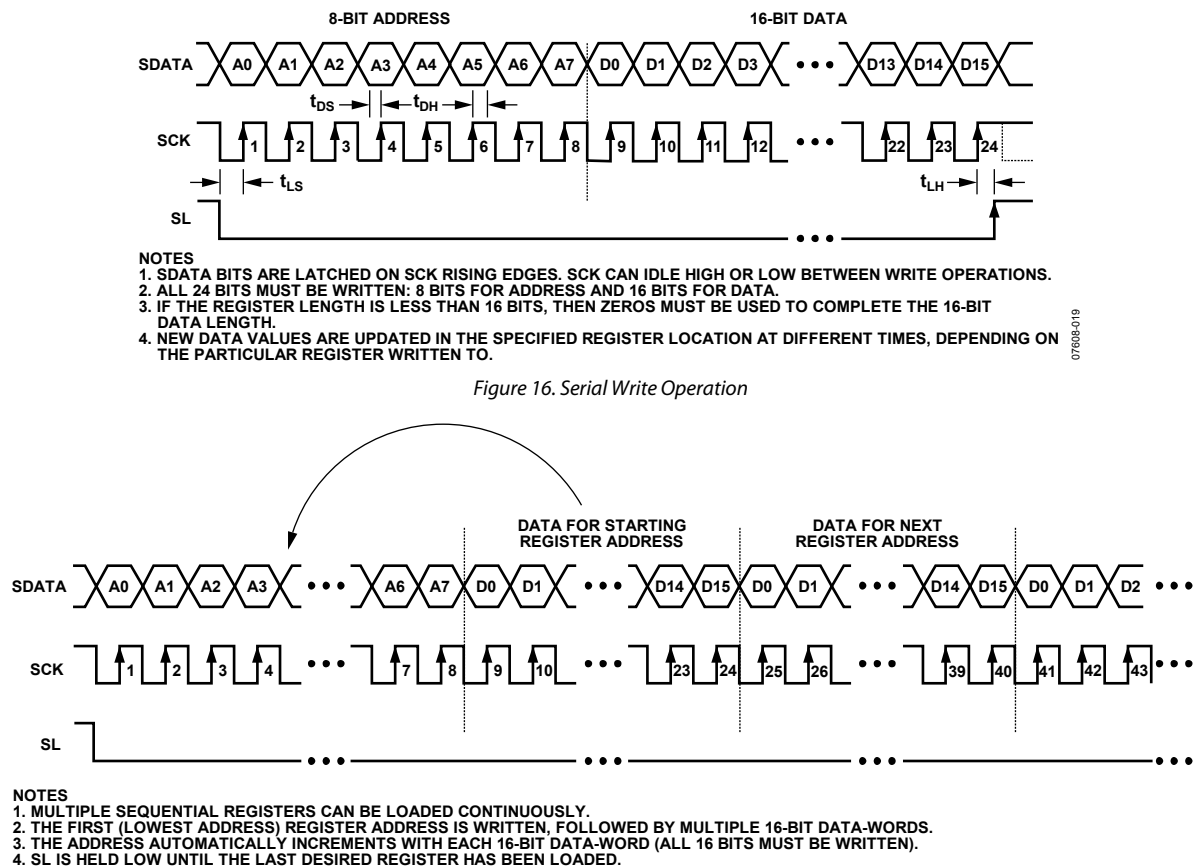 8-BIT ADDRESS 16-BIT DATA
SDATA A0 A1 A2 A3 A4 A5 A6 A7 D0 D1 D2 D3 D13 D14 D15
tDS tDH
SCK 1 2 3 4 5 6 7 8 9 10 11 12 22 23 24
tLS tLH
SL
NOTES
1. SDATA BITS ARE LATCHED ON SCK RISING EDGES. SCK CAN IDLE HIGH OR LOW BETWEEN WRITE OPERATIONS.
2. ALL 24 BITS MUST BE WRITTEN: 8 BITS FOR ADDRESS AND 16 BITS FOR DATA.
3. IF THE REGISTER LENGTH IS LESS THAN 16 BITS, THEN ZEROS MUST BE USED TO COMPLETE THE 16-BIT
DATA LENGTH.
4. NEW DATA VALUES ARE UPDATED IN THE SPECIFIED REGISTER LOCATION AT DIFFERENT TIMES, DEPENDING ON
THE PARTICULAR REGISTER WRITTEN TO.
07608-019
Figure 16. Serial Write Operation
DATA FOR STARTING
REGISTER ADDRESS
DATA FOR NEXT
REGISTER ADDRESS
SDATA A0 A1 A2 A3 A6 A7 D0 D1 D14 D15 D0 D1 D14 D15 D0 D1 D2
SCK 1 2 3 4 7 8 9 10 23 24 25 26 39 40 41 42 43
SL
NOTES
1. MULTIPLE SEQUENTIAL REGISTERS CAN BE LOADED CONTINUOUSLY.
2. THE FIRST (LOWEST ADDRESS) REGISTER ADDRESS IS WRITTEN, FOLLOWED BY MULTIPLE 16-BIT DATA-WORDS.
3. THE ADDRESS AUTOMATICALLY INCREMENTS WITH EACH 16-BIT DATA-WORD (ALL 16 BITS MUST BE WRITTEN).
4. SL IS HELD LOW UNTIL THE LAST DESIRED REGISTER HAS BEEN LOADED.